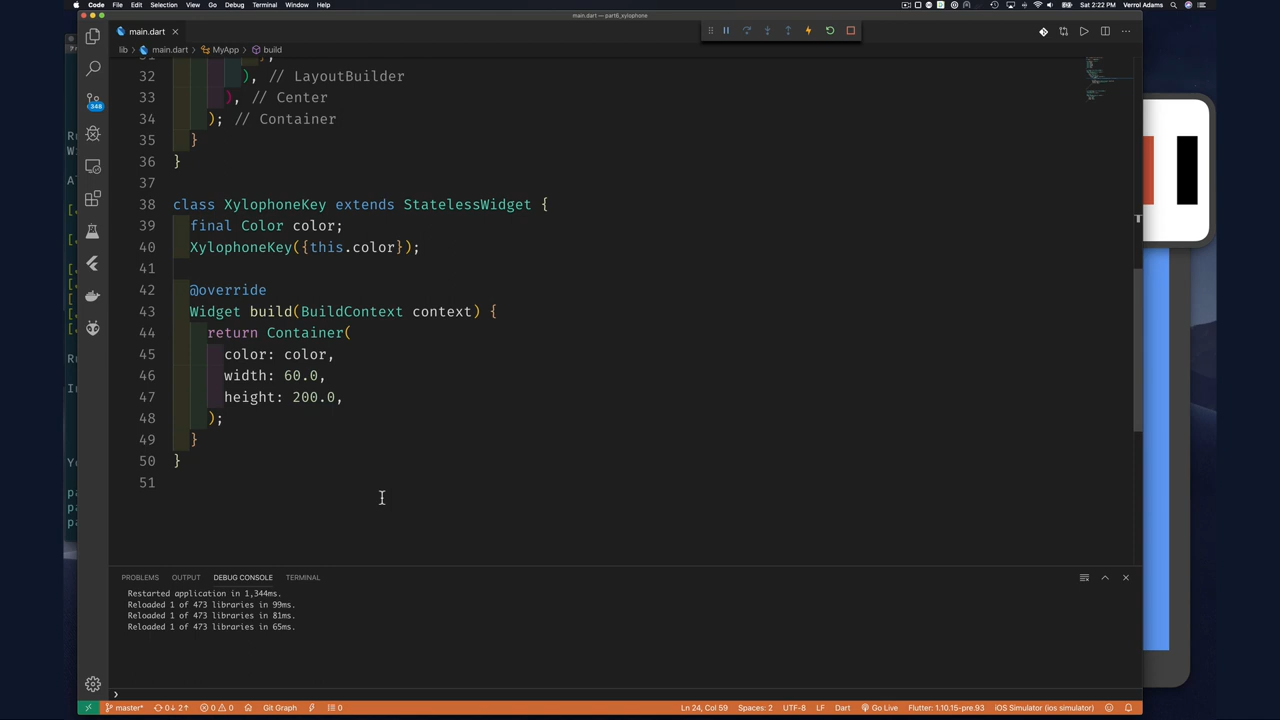 Code File Edit Selection View Go Debug Terminal Window Help
Sat 2:22 PM Verrol Adams
main.dart — part6_xylophone
main.dart
lib > main.dart > MyApp > build
32 ), // LayoutBuilder
33 ), // Center
34 ); // Container
35 }
36 }
37
38 class XylophoneKey extends StatelessWidget {
39 final Color color;
40 XylophoneKey({this.color});
41
42 @override
43 Widget build(BuildContext context) {
44 return Container(
45 color: color,
46 width: 60.0,
47 height: 200.0,
48 );
49 }
50 }
51
348
PROBLEMS OUTPUT DEBUG CONSOLE TERMINAL
Restarted application in 1,344ms.
Reloaded 1 of 473 libraries in 99ms.
Reloaded 1 of 473 libraries in 81ms.
Reloaded 1 of 473 libraries in 65ms.
master* 0↓ 2↑ 0 0 Git Graph 0 Ln 24, Col 59 Spaces: 2 UTF-8 LF Dart Go Live Flutter: 1.10.15-pre.93 iOS Simulator (ios simulator)